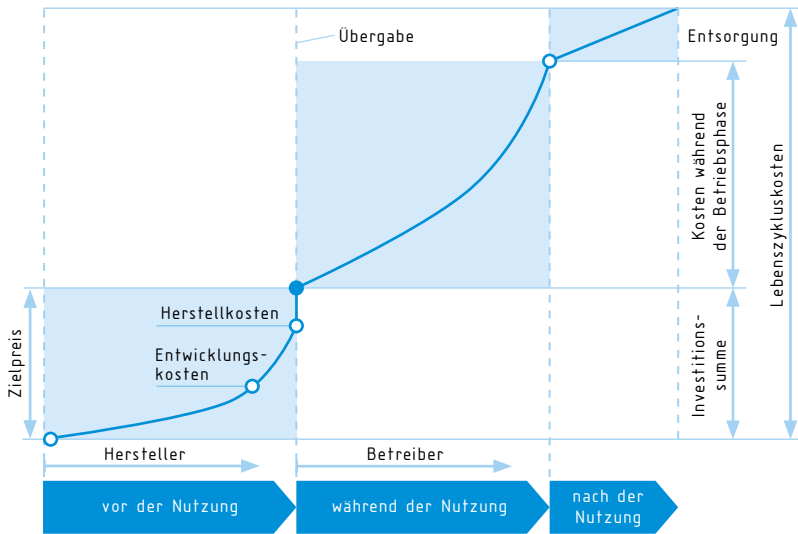 Übergabe
Entsorgung
Kosten während
der Betriebsphase
Lebenszykluskosten
Herstellkosten
Entwicklungs-
kosten
Zielpreis
Investitions-
summe
Hersteller
Betreiber
vor der Nutzung
während der Nutzung
nach der
Nutzung